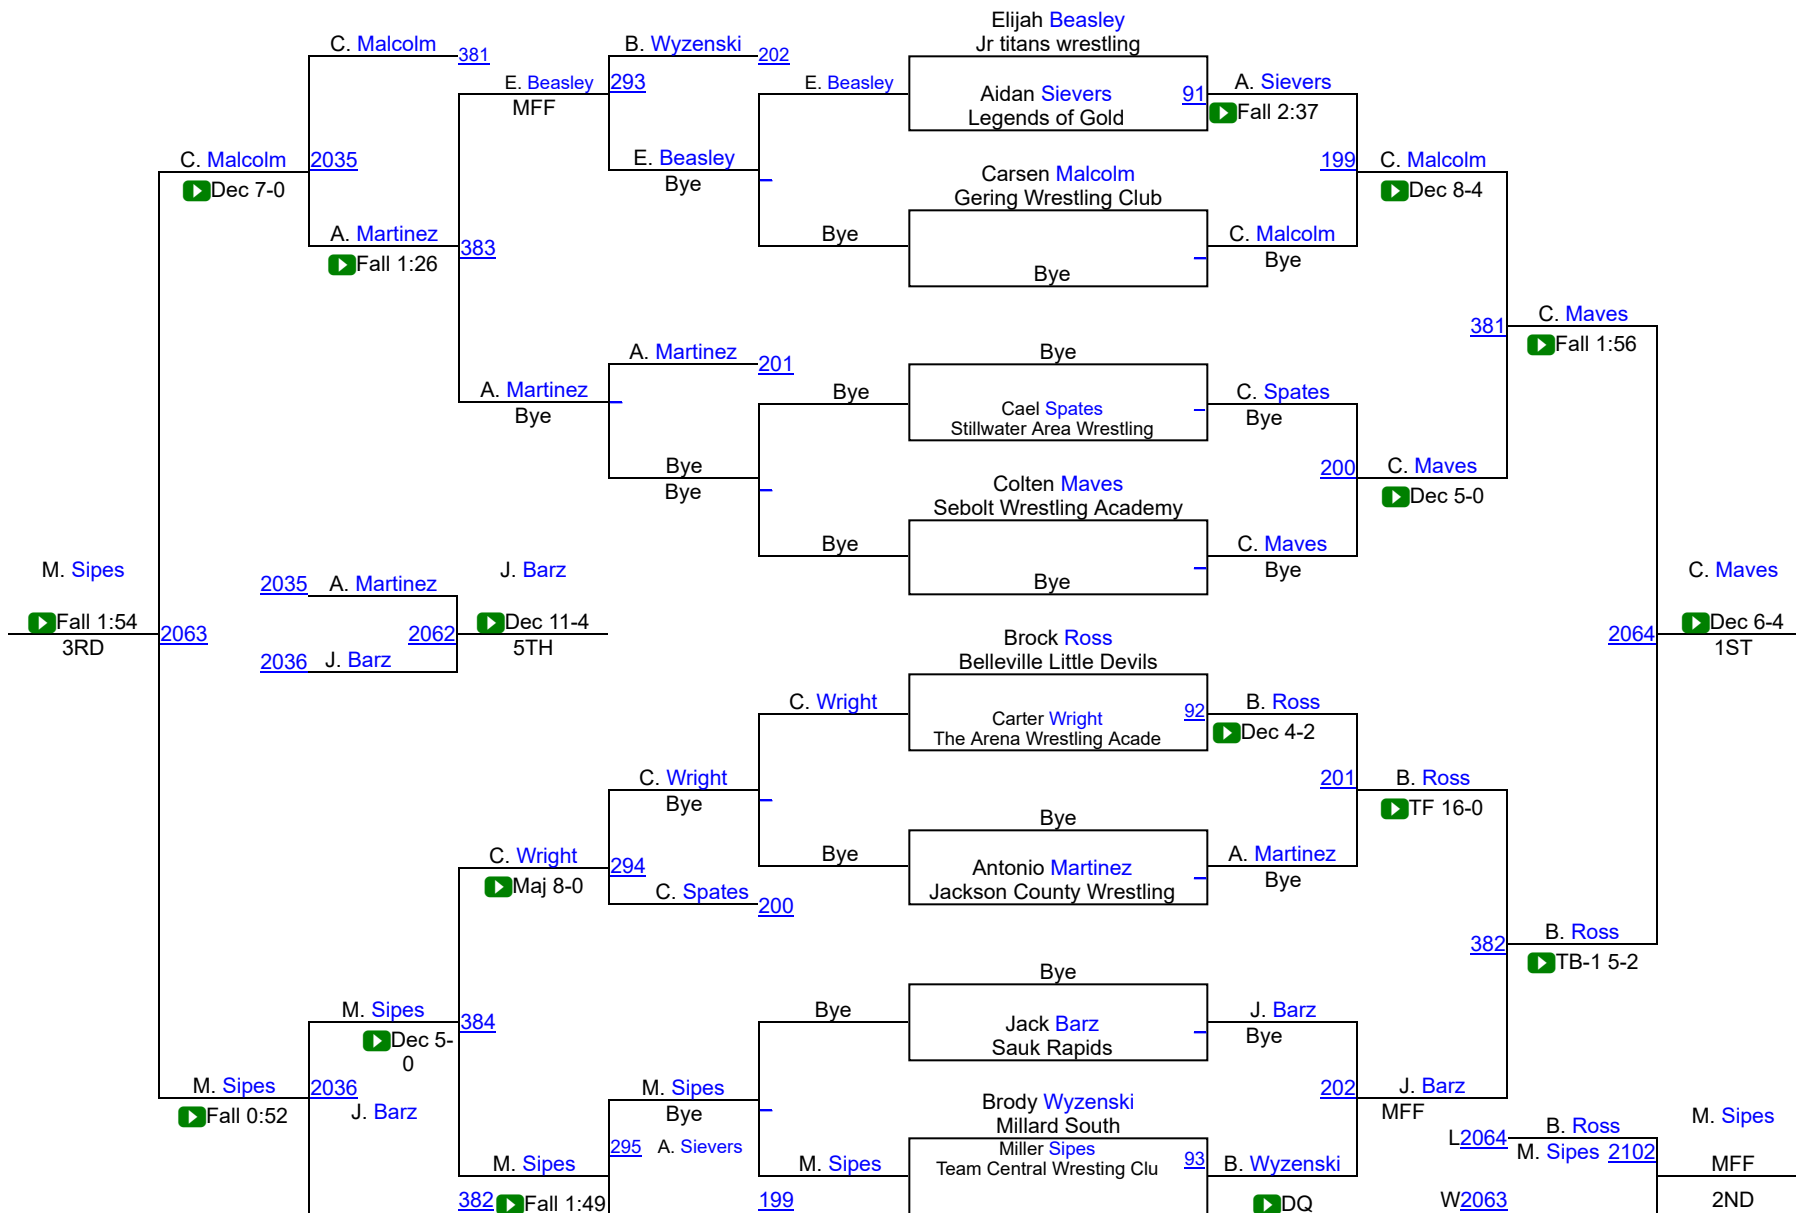 Elijah Beasley
C. Malcolm
B. Wyzenski
Jr titans wrestling
381
202
E. Beasley
293
E. Beasley
A. Sievers
MFF
Aidan Sievers
91
Fall 2:37
Legends of Gold
C. Malcolm
2035
E. Beasley
199
C. Malcolm
Dec 7-0
Bye
Carsen Malcolm
Dec 8-4
Gering Wrestling Club
A. Martinez
383
Bye
C. Malcolm
Fall 1:26
Bye
Bye
C. Maves
381
Fall 1:56
A. Martinez
Bye
201
A. Martinez
Bye
C. Spates
Bye
Cael Spates
Bye
Stillwater Area Wrestling
Bye
200
C. Maves
Bye
Colten Maves
Dec 5-0
Sebolt Wrestling Academy
Bye
C. Maves
Bye
Bye
M. Sipes
J. Barz
C. Maves
2035
A. Martinez
Fall 1:54
2063
2062
Dec 11-4
2064
Dec 6-4
3RD
5TH
1ST
2036
J. Barz
Brock Ross
Belleville Little Devils
C. Wright
92
B. Ross
Carter Wright
Dec 4-2
The Arena Wrestling Acade
C. Wright
201
B. Ross
Bye
TF 16-0
Bye
C. Wright
294
Bye
A. Martinez
Maj 8-0
Antonio Martinez
Bye
C. Spates
200
Jackson County Wrestling
382
B. Ross
TB-1 5-2
Bye
M. Sipes
384
Bye
J. Barz
Dec 5-
0
Jack Barz
Bye
Sauk Rapids
M. Sipes
2036
M. Sipes
202
J. Barz
Fall 0:52
J. Barz
Bye
Brody Wyzenski
MFF
M. Sipes
Millard South
L2064
B. Ross
295
A. Sievers
Miller Sipes
M. Sipes
2102
M. Sipes
M. Sipes
Team Central Wresting Clu
93
B. Wyzenski
MFF
382
Fall 1:49
199
DQ
W2063
2ND